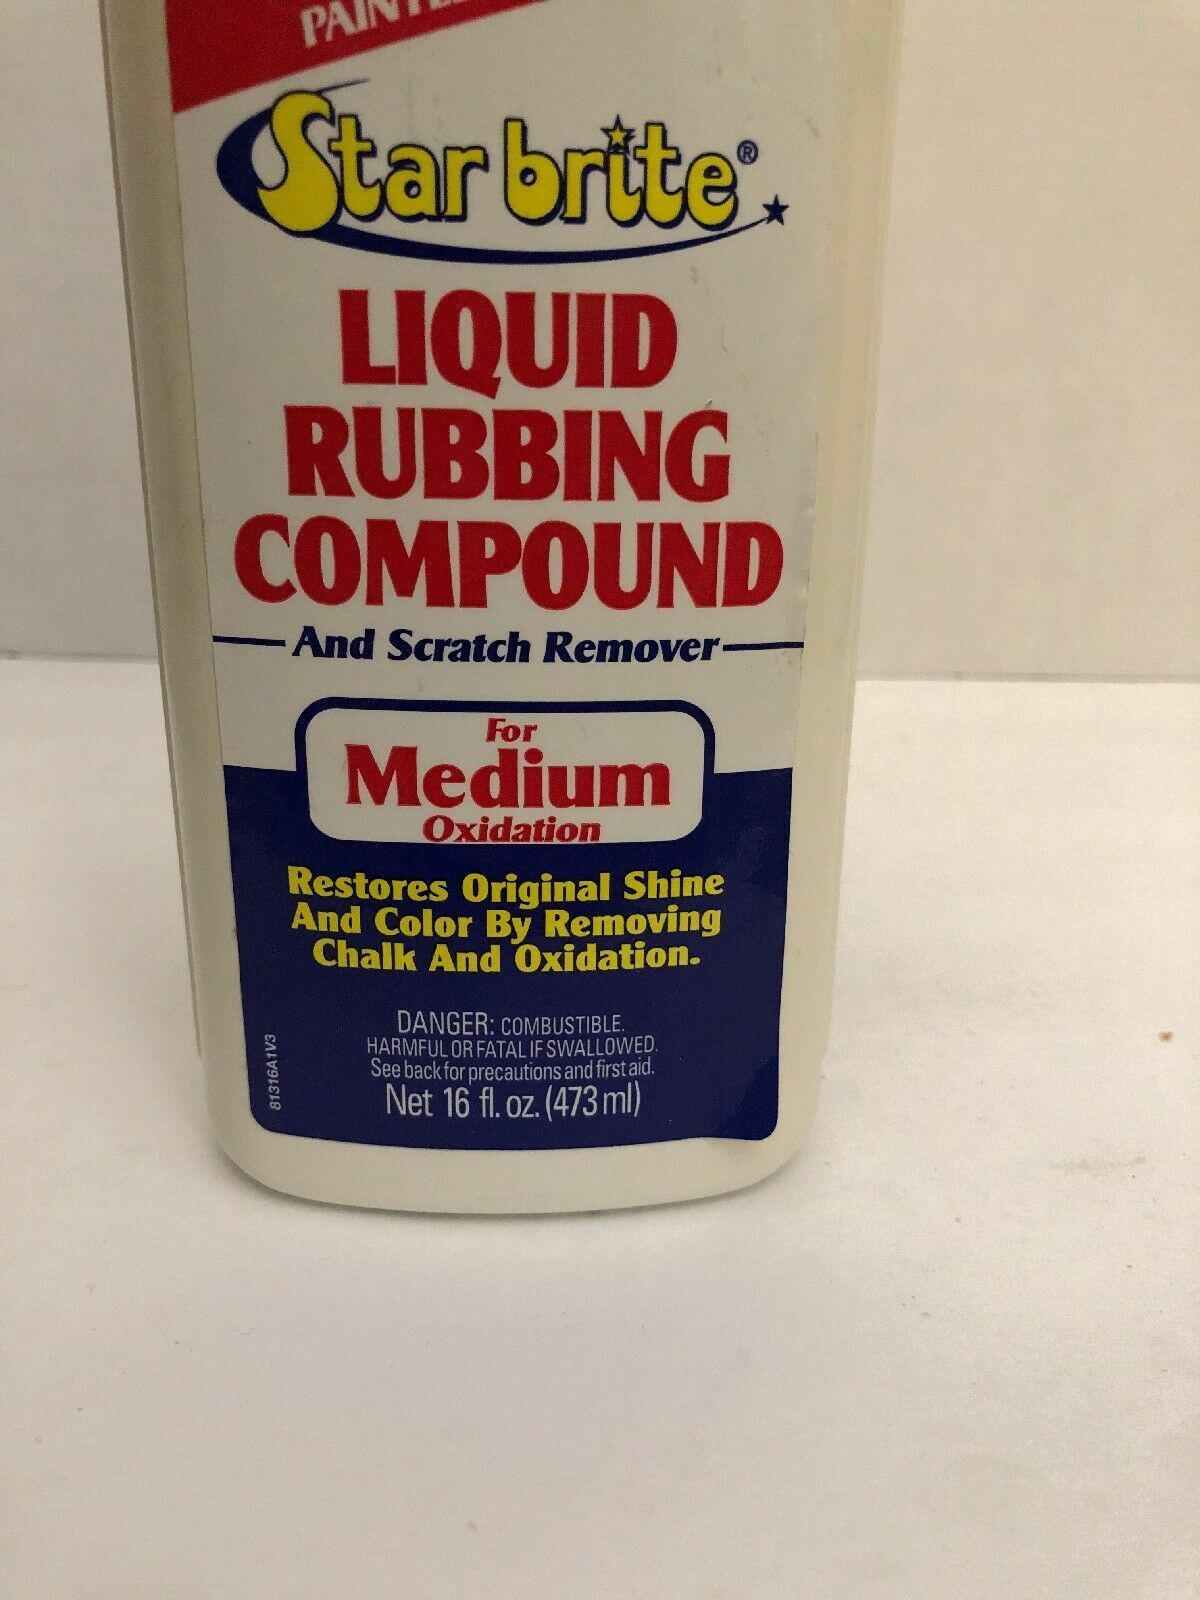 Star brite®
LIQUID
RUBBING
COMPOUND
And Scratch Remover
For
Medium
Oxidation
Restores Original Shine
And Color By Removing
Chalk And Oxidation.
DANGER: COMBUSTIBLE.
HARMFUL OR FATAL IF SWALLOWED.
See back for precautions and first aid.
Net 16 fl. oz. (473 ml)
81316A1V3